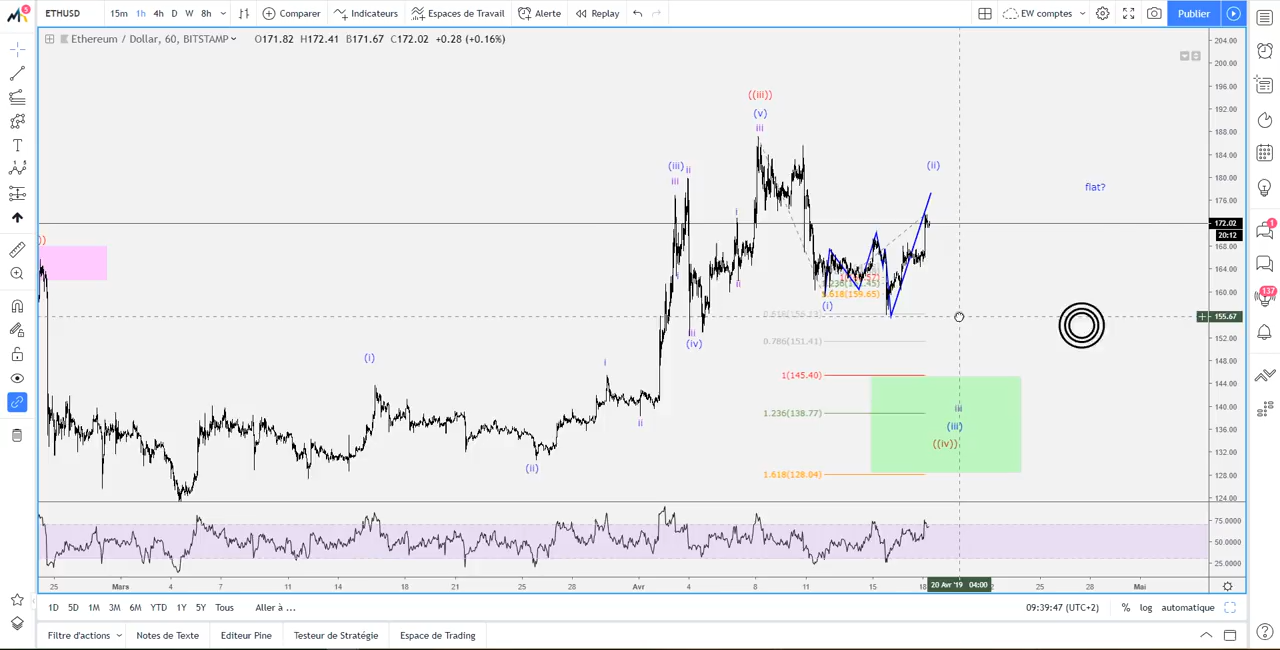 5
ETHUSD
15m 1h 4h D W 8h
Comparer
Indicateurs
Espaces de Travail
Alerte
Replay
EW comptes
Publier
Ethereum / Dollar, 60, BITSTAMP
O171.82 H172.41 B171.67 C172.02 +0.28 (+0.16%)
204.00
200.00
196.00
192.00
188.00
184.00
180.00
176.00
172.02
20:12
168.00
164.00
160.00
155.67
152.00
148.00
144.00
140.00
136.00
132.00
128.00
124.00
((iii))
(v)
iii
(iii) ii
iii
(ii)
flat?
i
i
ii
))
1.618(159.65)
(i)
0.786(151.41)
iii
(iv)
(i)
i
1(145.40)
1.236(138.77)
iii
(iii)
((iv))
ii
(ii)
1.618(128.04)
75.0000
50.0000
25.0000
25 Mars 4 11 14 18 21 25 28 Avr 4 8 11 15 18 20 Avr '19 04:00 25 28 Mai
1D 5D 1M 3M 6M YTD 1Y 5Y Tous Aller à ...
09:39:47 (UTC+2) % log automatique
Filtre d'actions Notes de Texte Editeur Pine Testeur de Stratégie Espace de Trading
1
137